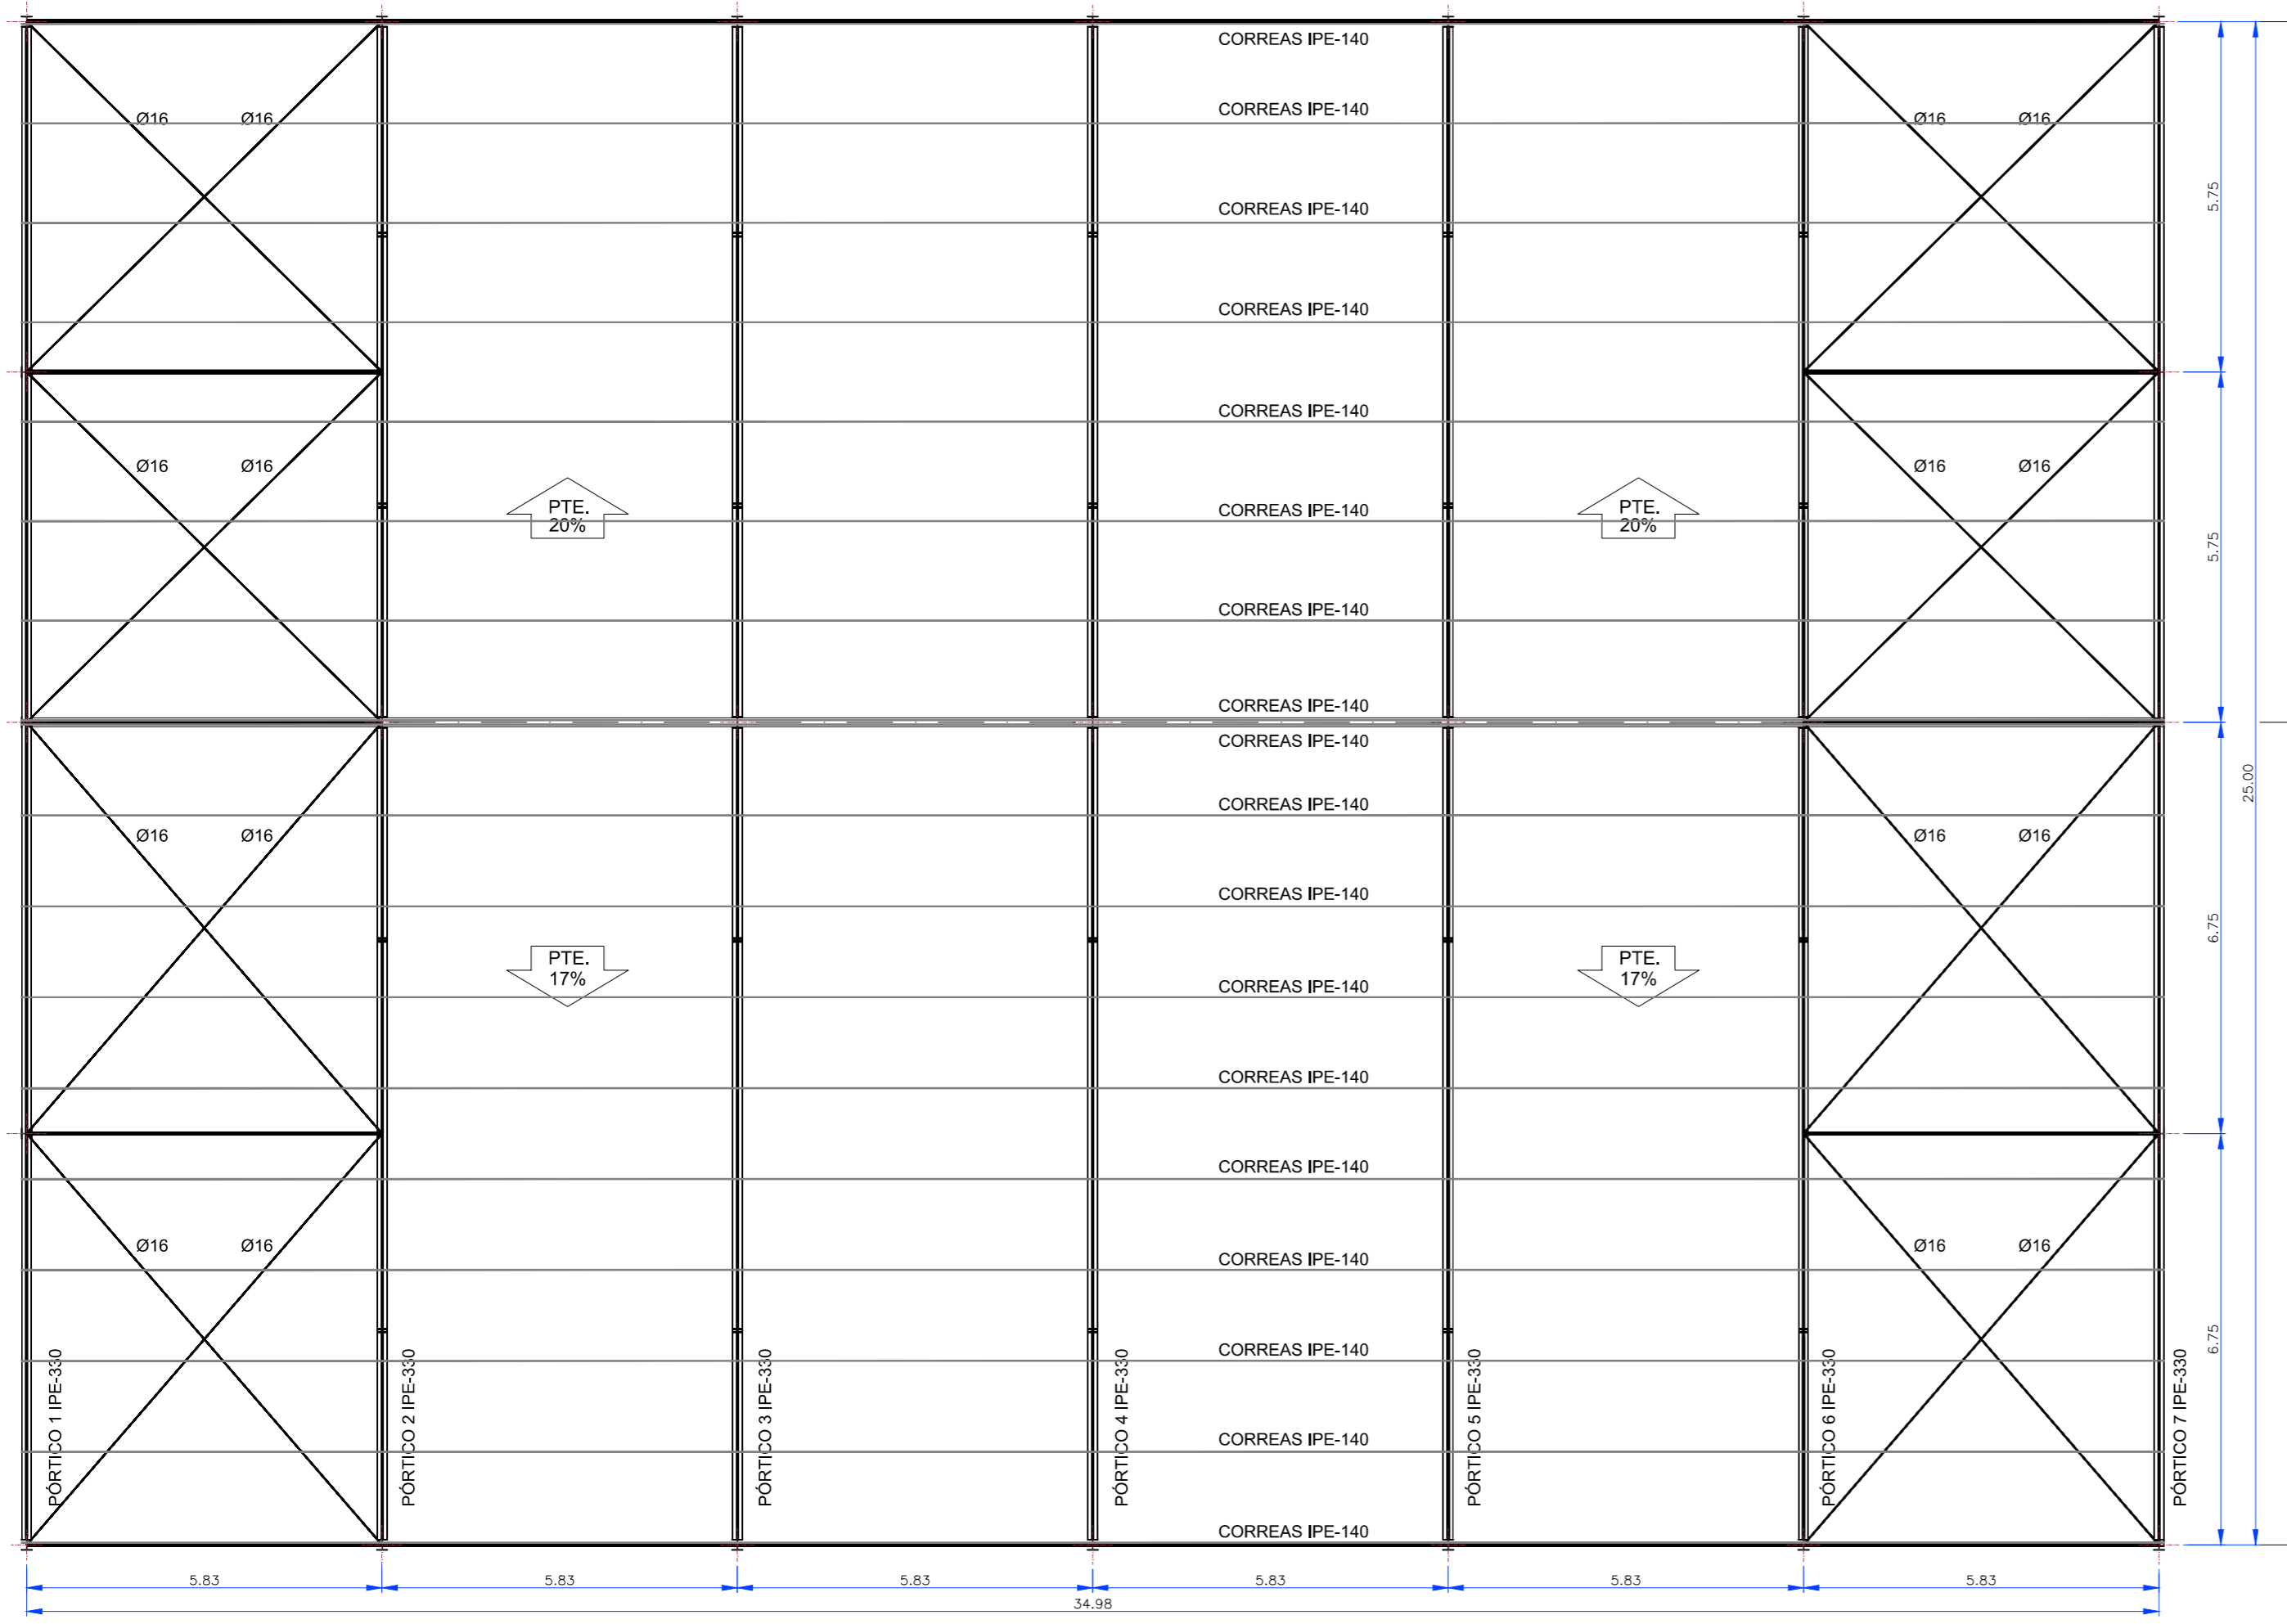 CORREAS IPE-140
CORREAS IPE-140
Ø16 Ø16 Ø16 Ø16
5.75
CORREAS IPE-140
CORREAS IPE-140
CORREAS IPE-140
Ø16 Ø16 Ø16 Ø16
PTE.
20%
CORREAS IPE-140
PTE.
20%
5.75
CORREAS IPE-140
CORREAS IPE-140
CORREAS IPE-140
25.00
CORREAS IPE-140
Ø16 Ø16 Ø16 Ø16
CORREAS IPE-140
6.75
PTE.
17%
PTE.
17%
CORREAS IPE-140
CORREAS IPE-140
CORREAS IPE-140
Ø16 Ø16 Ø16 Ø16
CORREAS IPE-140
CORREAS IPE-140
6.75
PÓRTICO 1 IPE-330
PÓRTICO 2 IPE-330
PÓRTICO 3 IPE-330
PÓRTICO 4 IPE-330
PÓRTICO 5 IPE-330
PÓRTICO 6 IPE-330
PÓRTICO 7 IPE-330
CORREAS IPE-140
CORREAS IPE-140
5.83 5.83 5.83 5.83 5.83 5.83
34.98